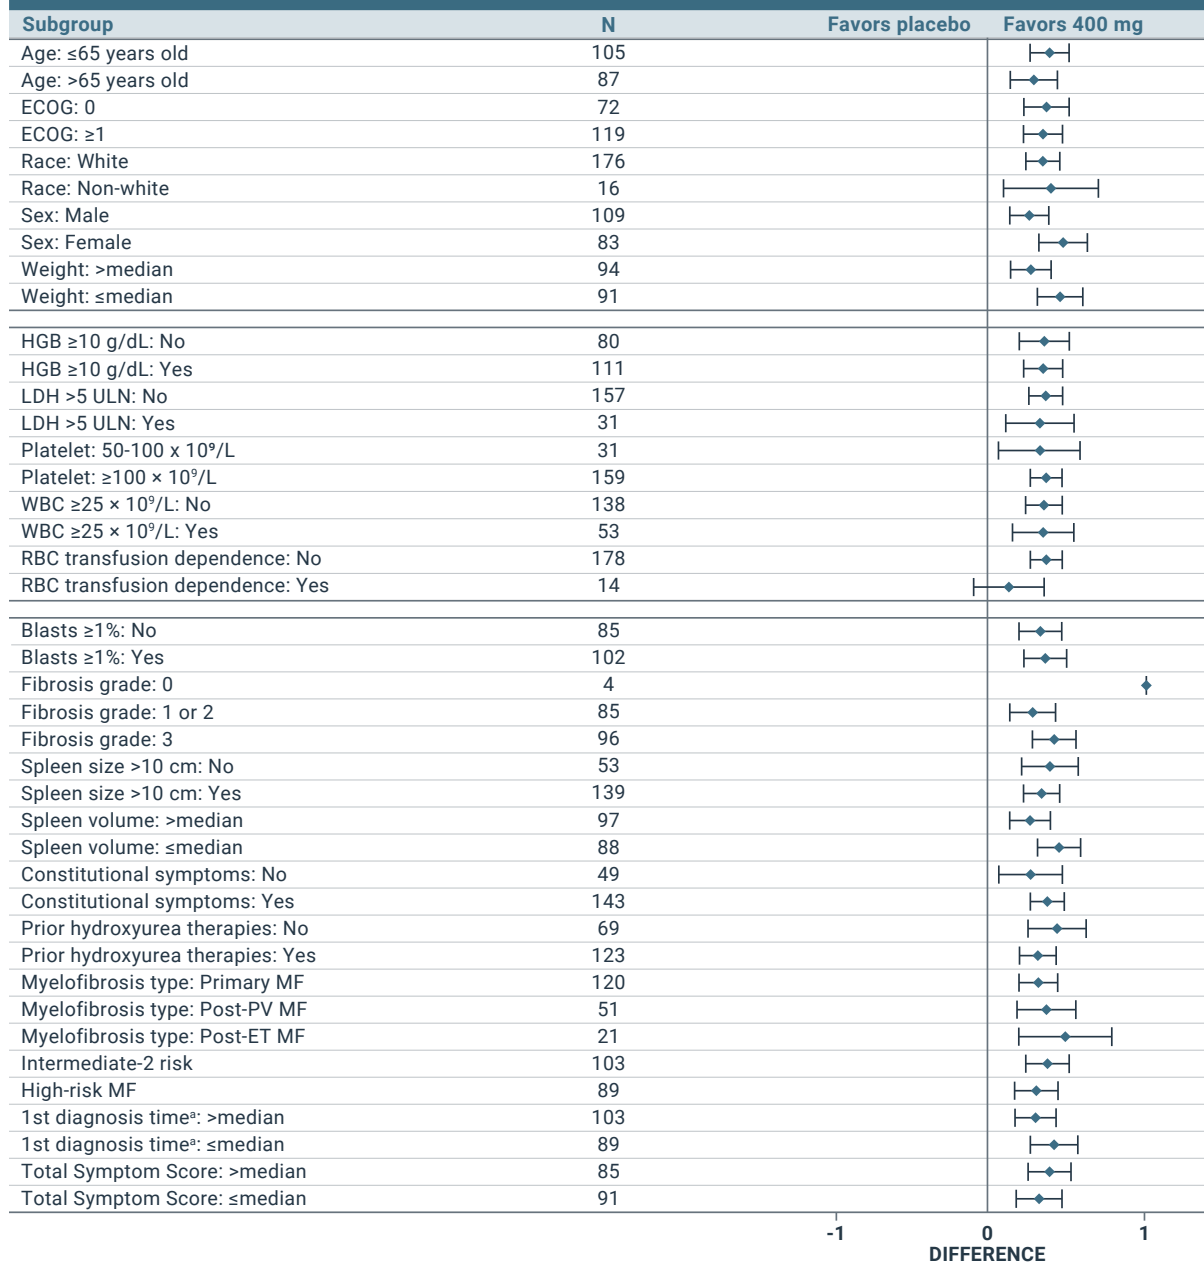 Subgroup N Favors placebo Favors 400 mg
Age: ≤65 years old 105
Age: >65 years old 87
ECOG: 0 72
ECOG: ≥1 119
Race: White 176
Race: Non-white 16
Sex: Male 109
Sex: Female 83
Weight: >median 94
Weight: ≤median 91
HGB ≥10 g/dL: No 80
HGB ≥10 g/dL: Yes 111
LDH >5 ULN: No 157
LDH >5 ULN: Yes 31
Platelet: 50-100 x 10⁹/L 31
Platelet: ≥100 × 10⁹/L 159
WBC ≥25 × 10⁹/L: No 138
WBC ≥25 × 10⁹/L: Yes 53
RBC transfusion dependence: No 178
RBC transfusion dependence: Yes 14
Blasts ≥1%: No 85
Blasts ≥1%: Yes 102
Fibrosis grade: 0 4
Fibrosis grade: 1 or 2 85
Fibrosis grade: 3 96
Spleen size >10 cm: No 53
Spleen size >10 cm: Yes 139
Spleen volume: >median 97
Spleen volume: ≤median 88
Constitutional symptoms: No 49
Constitutional symptoms: Yes 143
Prior hydroxyurea therapies: No 69
Prior hydroxyurea therapies: Yes 123
Myelofibrosis type: Primary MF 120
Myelofibrosis type: Post-PV MF 51
Myelofibrosis type: Post-ET MF 21
Intermediate-2 risk 103
High-risk MF 89
1st diagnosis timeᵃ: >median 103
1st diagnosis timeᵃ: ≤median 89
Total Symptom Score: >median 85
Total Symptom Score: ≤median 91
-1 0 1
DIFFERENCE